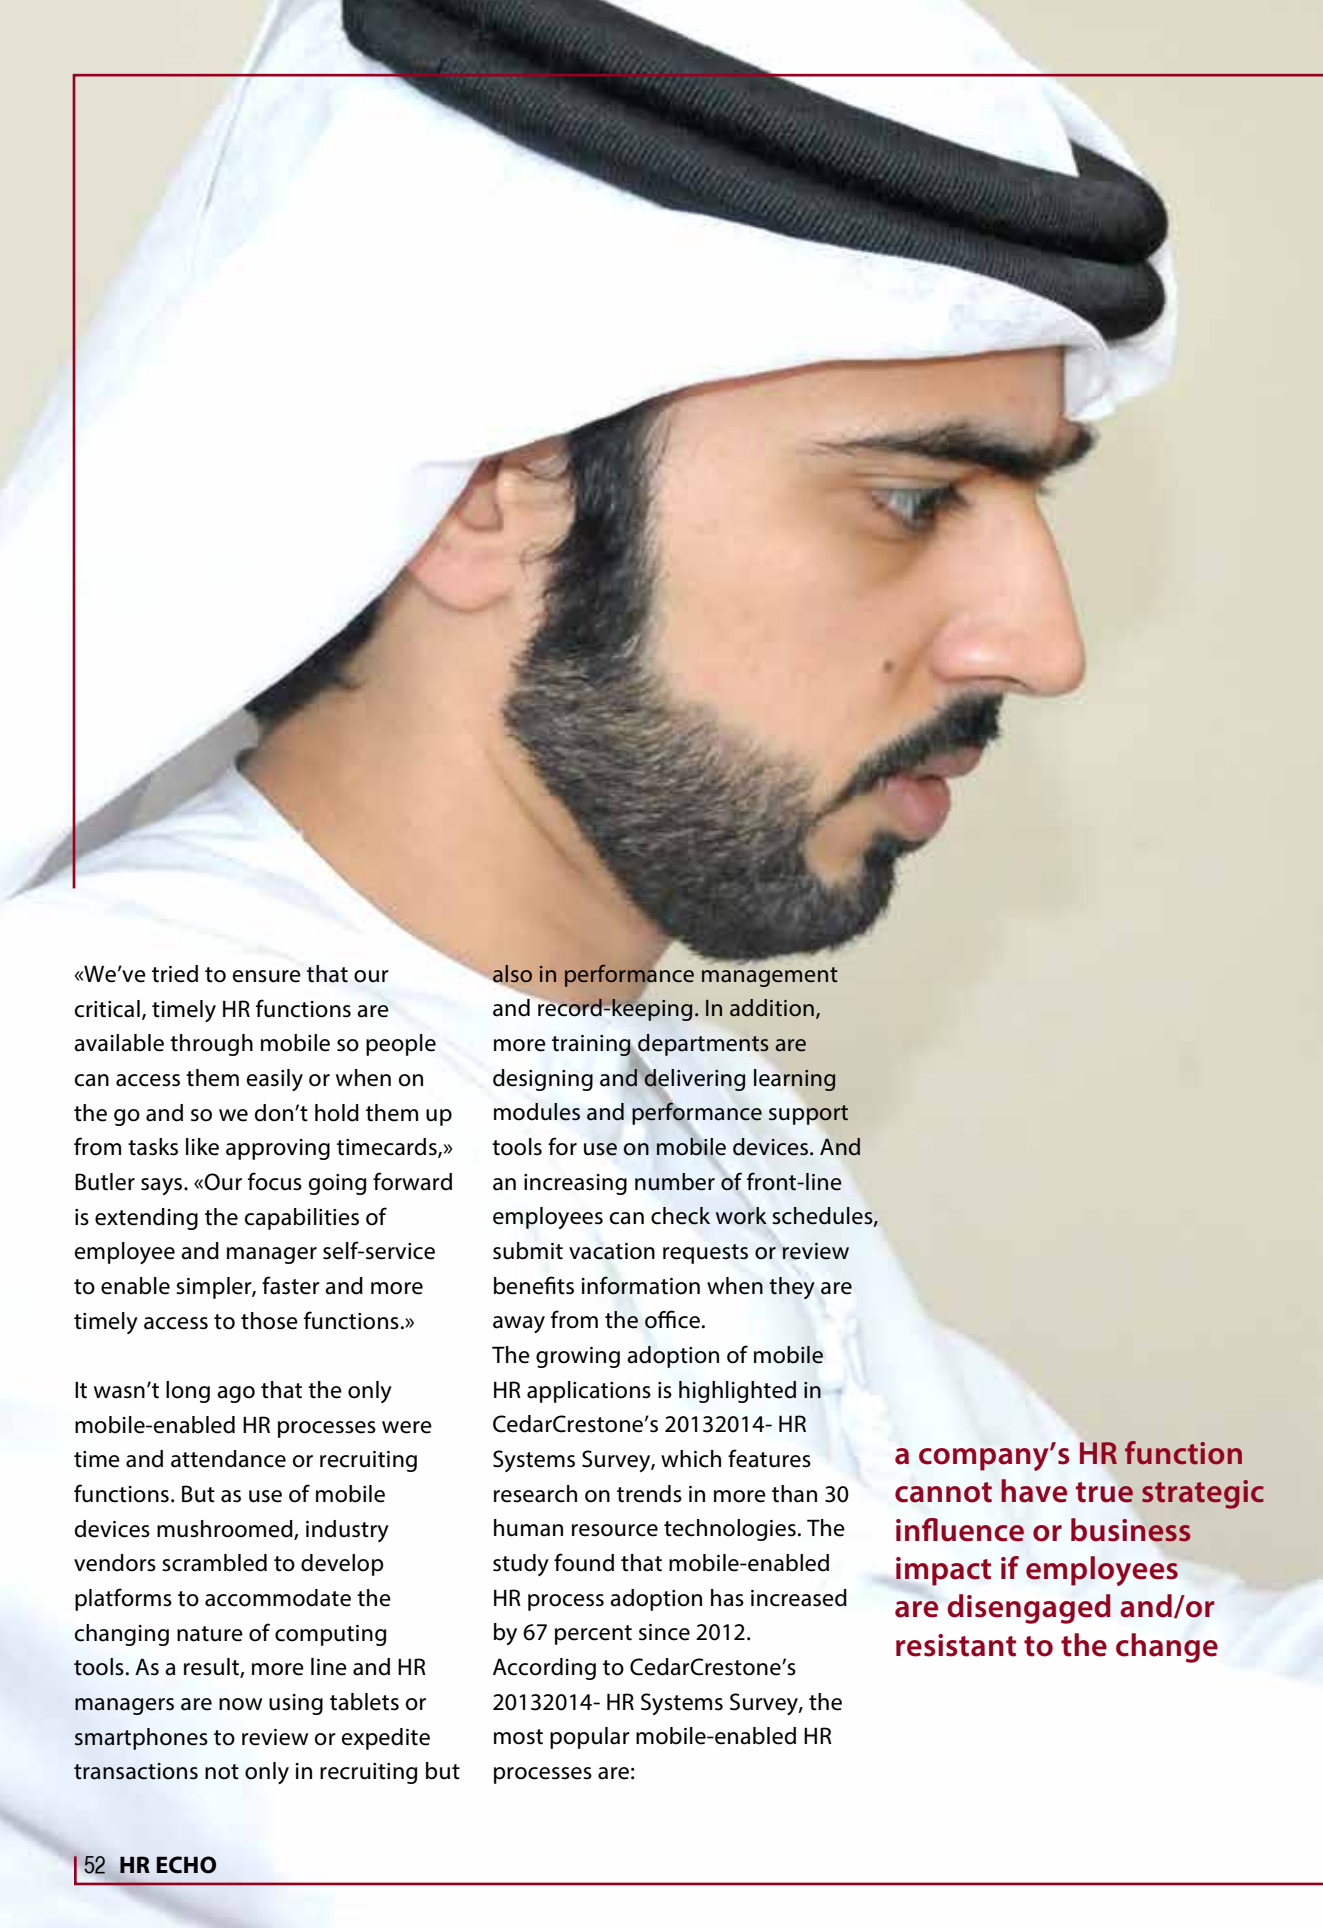 «We’ve tried to ensure that our
critical, timely HR functions are
available through mobile so people
can access them easily or when on
the go and so we don’t hold them up
from tasks like approving timecards,»
Butler says. «Our focus going forward
is extending the capabilities of
employee and manager self-service
to enable simpler, faster and more
timely access to those functions.»
It wasn’t long ago that the only
mobile-enabled HR processes were
time and attendance or recruiting
functions. But as use of mobile
devices mushroomed, industry
vendors scrambled to develop
platforms to accommodate the
changing nature of computing
tools. As a result, more line and HR
managers are now using tablets or
smartphones to review or expedite
transactions not only in recruiting but
also in performance management
and record-keeping. In addition,
more training departments are
designing and delivering learning
modules and performance support
tools for use on mobile devices. And
an increasing number of front-line
employees can check work schedules,
submit vacation requests or review
benefits information when they are
away from the office.
The growing adoption of mobile
HR applications is highlighted in
CedarCrestone’s 20132014- HR
Systems Survey, which features
research on trends in more than 30
human resource technologies. The
study found that mobile-enabled
HR process adoption has increased
by 67 percent since 2012.
According to CedarCrestone’s
20132014- HR Systems Survey, the
most popular mobile-enabled HR
processes are:
a company’s HR function
cannot have true strategic
influence or business
impact if employees
are disengaged and/or
resistant to the change
52 HR ECHO